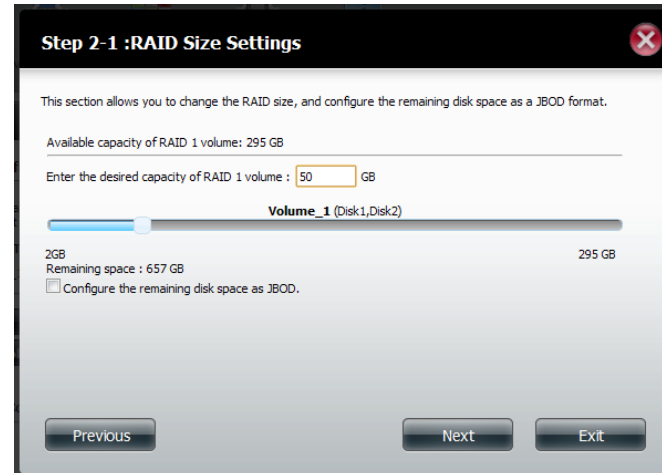 Step 2-1 :RAID Size Settings
This section allows you to change the RAID size, and configure the remaining disk space as a JBOD format.
Available capacity of RAID 1 volume: 295 GB
Enter the desired capacity of RAID 1 volume : 50 GB
Volume_1 (Disk1,Disk2)
2GB 295 GB
Remaining space : 657 GB
Configure the remaining disk space as JBOD.
Previous Next Exit